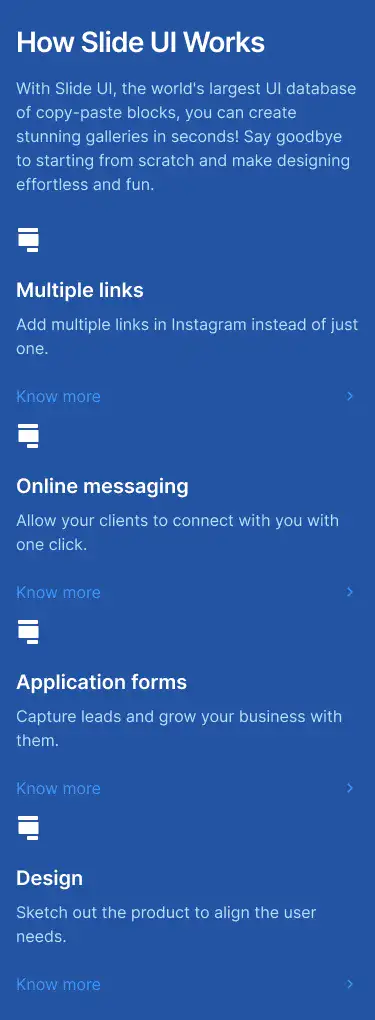 How Slide UI Works
With Slide UI, the world's largest UI database
of copy-paste blocks, you can create
stunning galleries in seconds! Say goodbye
to starting from scratch and make designing
effortless and fun.
Multiple links
Add multiple links in Instagram instead of just
one.
Know more
Online messaging
Allow your clients to connect with you with
one click.
Know more
Application forms
Capture leads and grow your business with
them.
Know more
Design
Sketch out the product to align the user
needs.
Know more